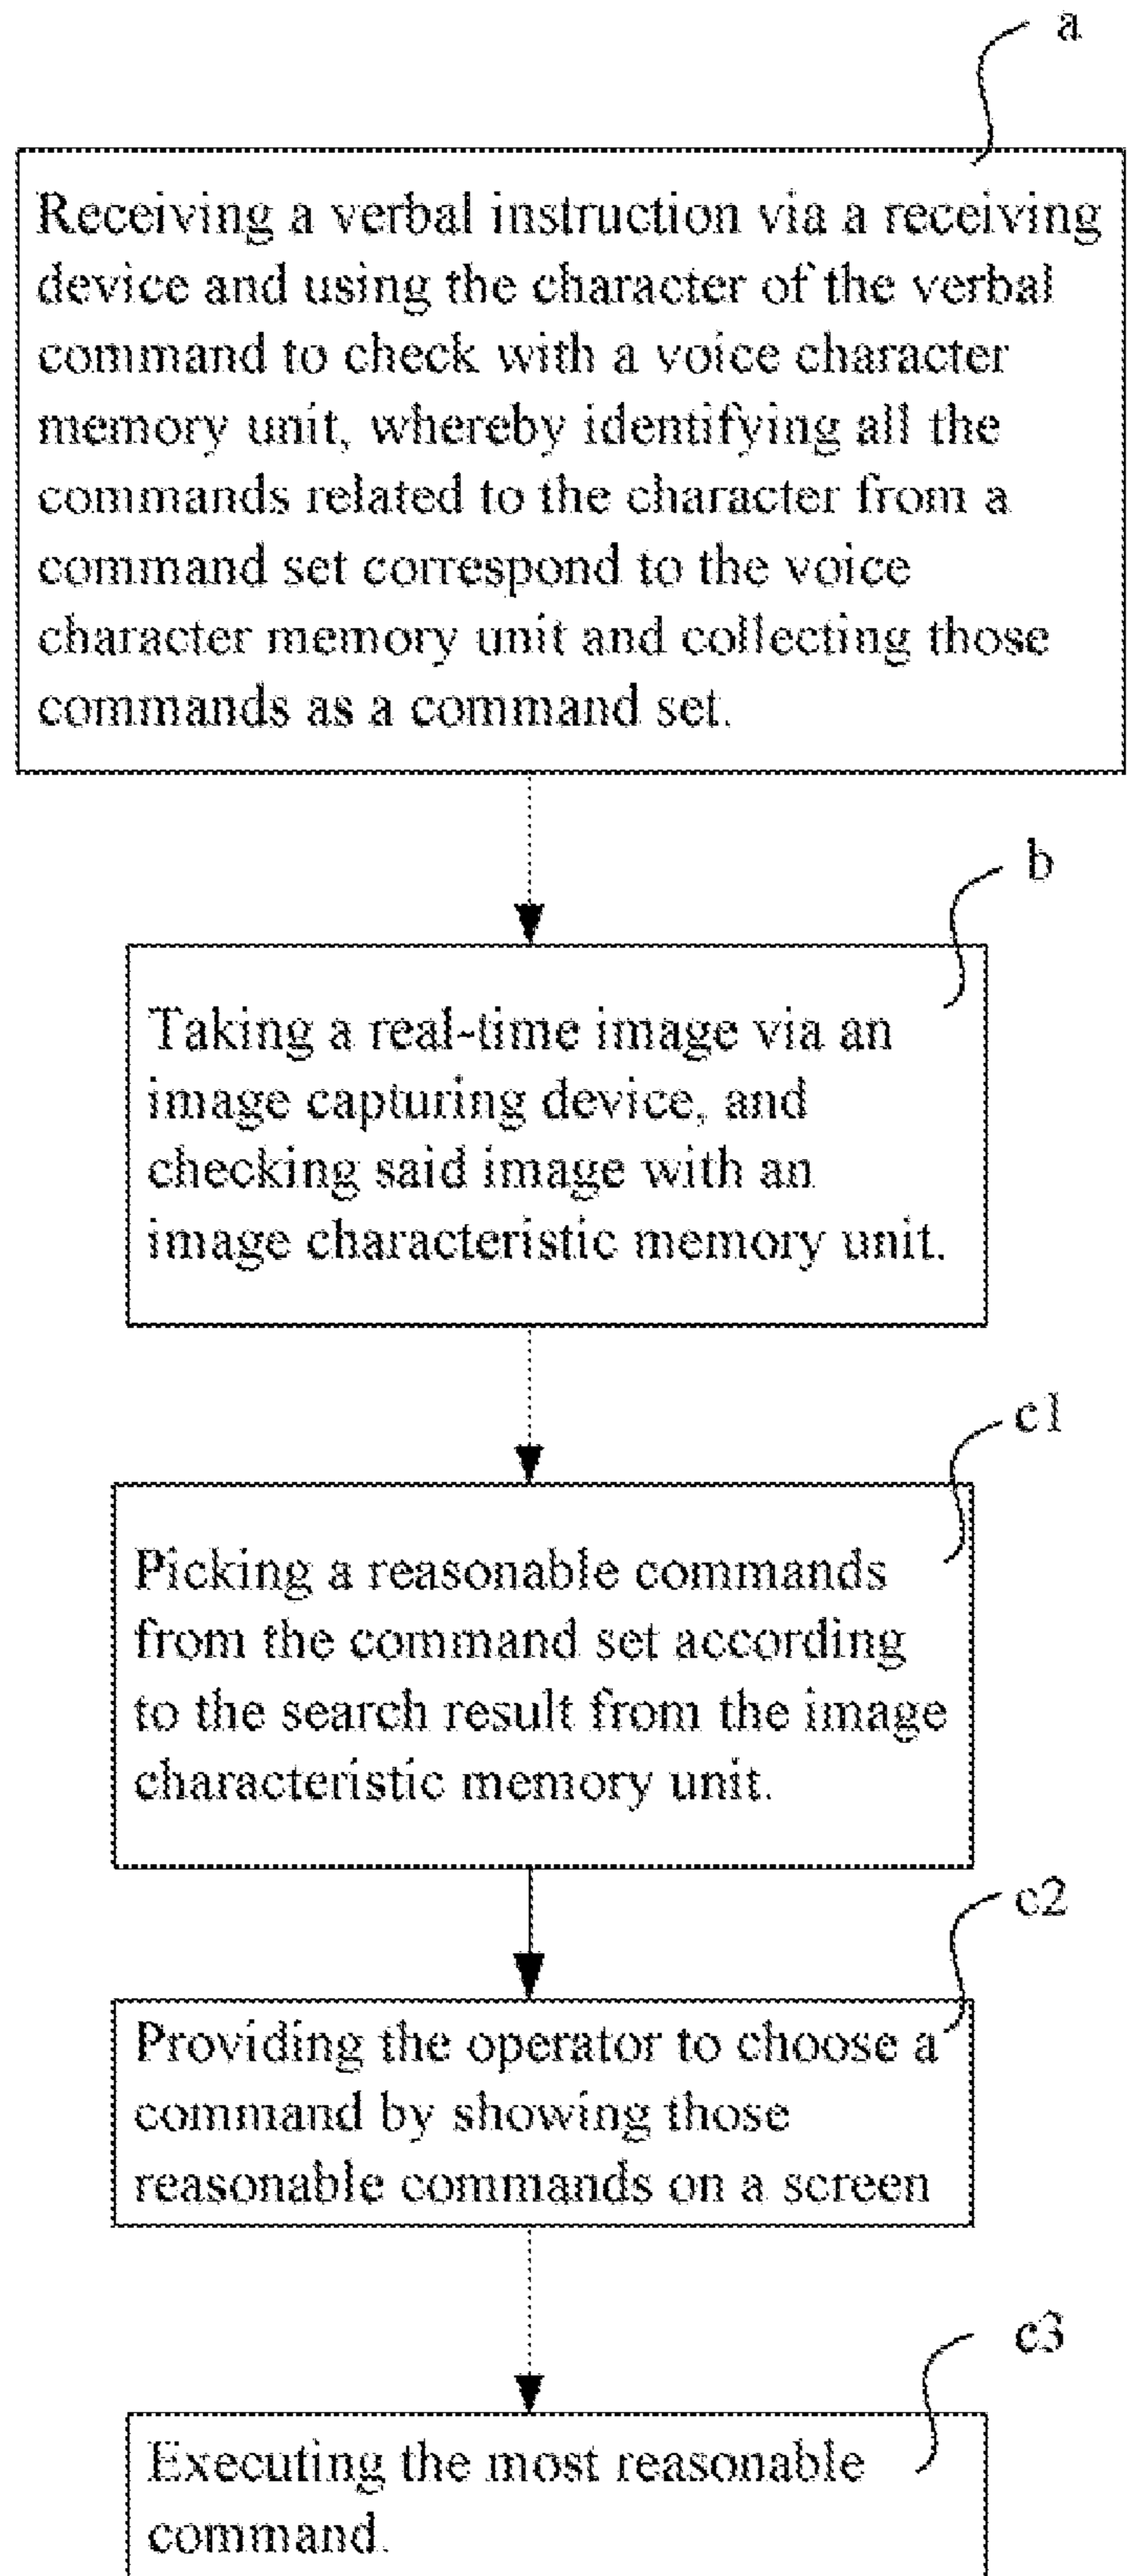 a
Receiving a verbal instruction via a receiving
device and using the character of the verbal
command to check with a voice character
memory unit, whereby identifying all the
commands related to the character from a
command set correspond to the voice
character memory unit and collecting those
commands as a command set.
b
Taking a real-time image via an
image capturing device, and
checking said image with an
image characteristic memory unit.
c1
Picking a reasonable commands
from the command set according
to the search result from the image
characteristic memory unit.
c2
Providing the operator to choose a
command by showing those
reasonable commands on a screen
c3
Executing the most reasonable
command.